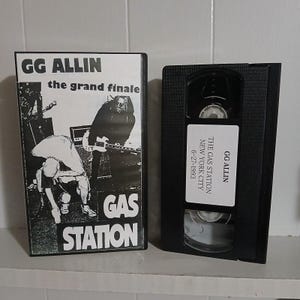 GG ALLIN
the grand finale
GAS
STATION
GG ALLIN
THE GAS STATION
NEW YORK CITY
6-27-1993